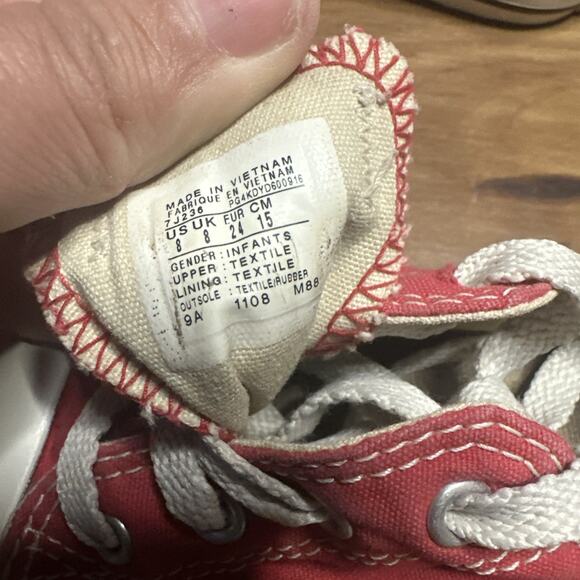 MADE IN VIETNAM
FABRIQUE EN VIETNAM
7J236 PG4KDYD600916
US UK EUR CM
8 8 24 15
GENDER : INFANTS
UPPER : TEXTILE
LINING : TEXTILE
OUTSOLE : TEXTILE/RUBBER
9A 1108 M88